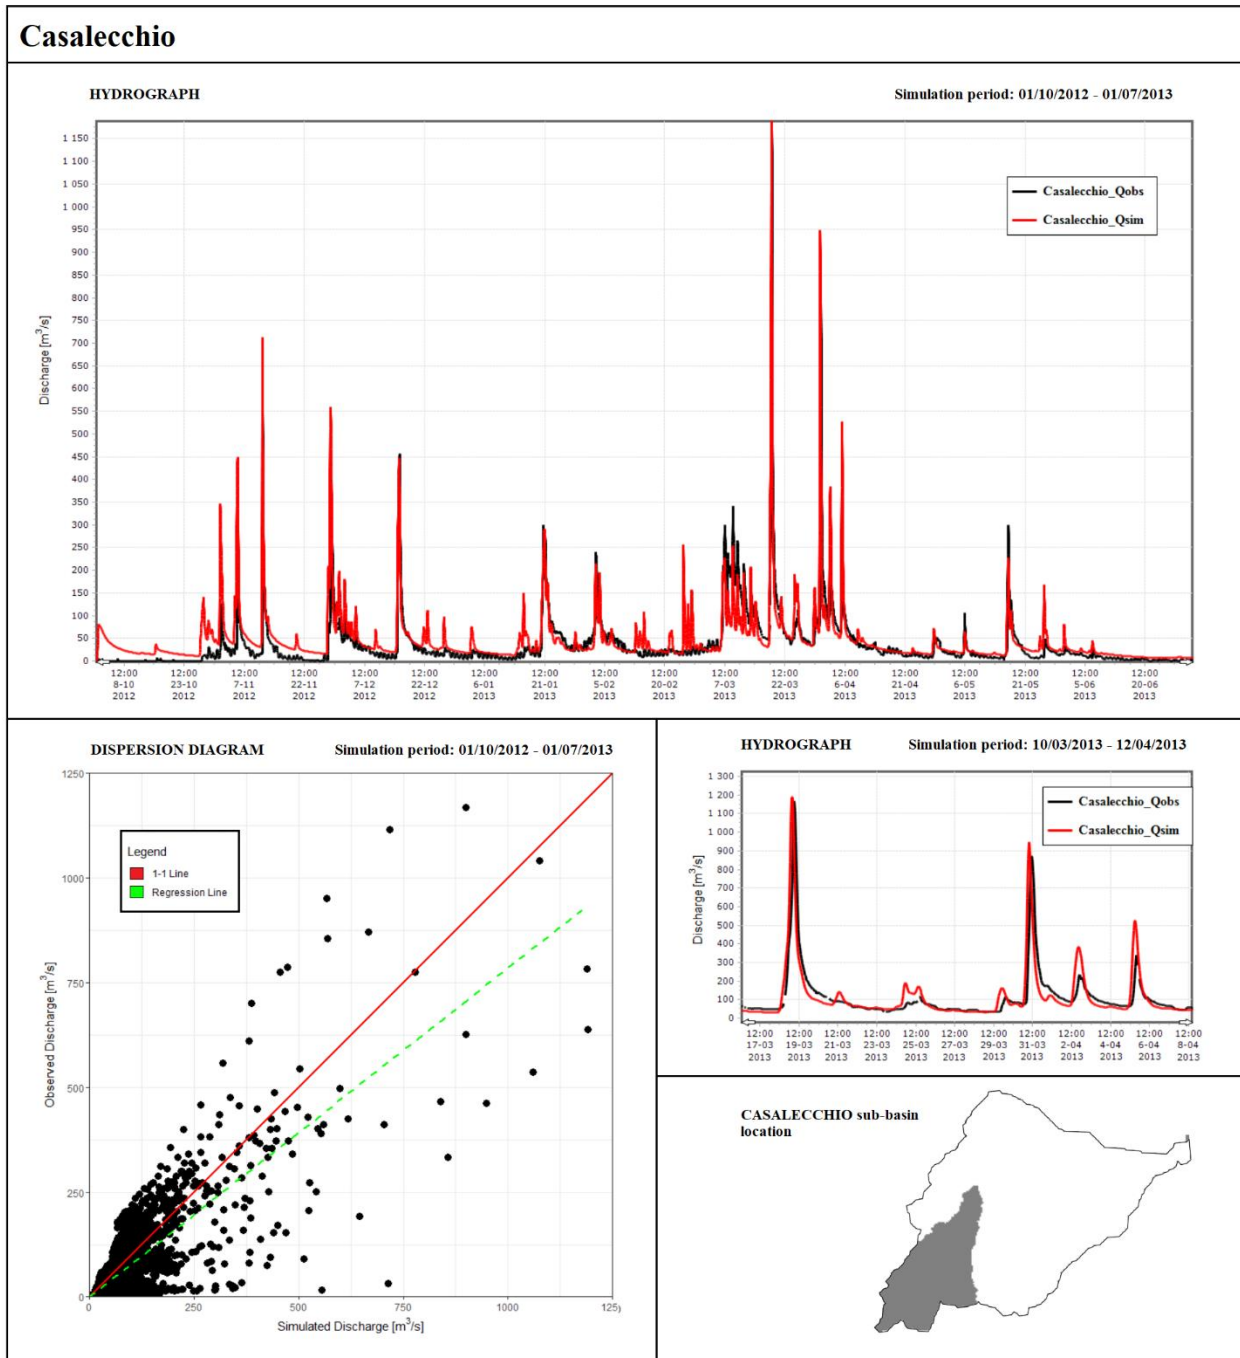 Casalecchio
HYDROGRAPH
Simulation period: 01/10/2012 - 01/07/2013
1 150
1 100
1 050
1 000
950
900
850
800
750
700
650
600
550
500
450
400
350
300
250
200
150
100
50
0
Discharge [m³/s]
Casalecchio_Qobs
Casalecchio_Qsim
12:00 12:00 12:00 12:00 12:00 12:00 12:00 12:00 12:00 12:00 12:00 12:00 12:00 12:00 12:00 12:00 12:00 12:00
8-10 23-10 7-11 22-11 7-12 22-12 6-01 21-01 5-02 20-02 7-03 22-03 6-04 21-04 6-05 21-05 5-06 20-06
2012 2012 2012 2012 2012 2012 2013 2013 2013 2013 2013 2013 2013 2013 2013 2013 2013 2013
DISPERSION DIAGRAM
Simulation period: 01/10/2012 - 01/07/2013
1250
1000
750
500
250
0
Observed Discharge [m³/s]
Legend
1-1 Line
Regression Line
0 250 500 750 1000 125
Simulated Discharge [m³/s]
HYDROGRAPH
Simulation period: 10/03/2013 - 12/04/2013
1 300
1 200
1 100
1 000
900
800
700
600
500
400
300
200
100
0
Discharge [m³/s]
Casalecchio_Qobs
Casalecchio_Qsim
12:00 12:00 12:00 12:00 12:00 12:00 12:00 12:00 12:00 12:00 12:00 12:00
17-03 19-03 21-03 23-03 25-03 27-03 29-03 31-03 2-04 4-04 6-04 8-04
2013 2013 2013 2013 2013 2013 2013 2013 2013 2013 2013 2013
CASALECCHIO sub-basin
location